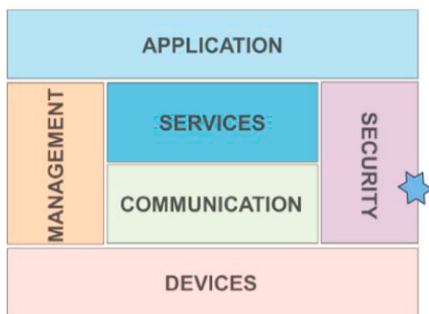 APPLICATION
MANAGEMENT
SERVICES
COMMUNICATION
SECURITY
DEVICES